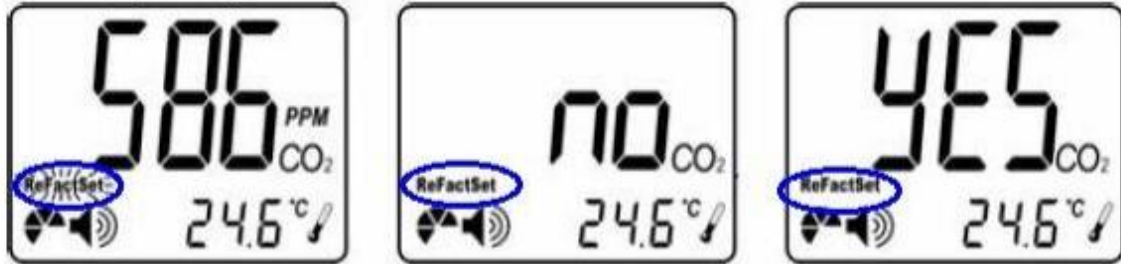 586
PPM
CO₂
ReFactSet
24.6 °C
no
CO₂
ReFactSet
24.6 °C
YES
CO₂
ReFactSet
24.6 °C